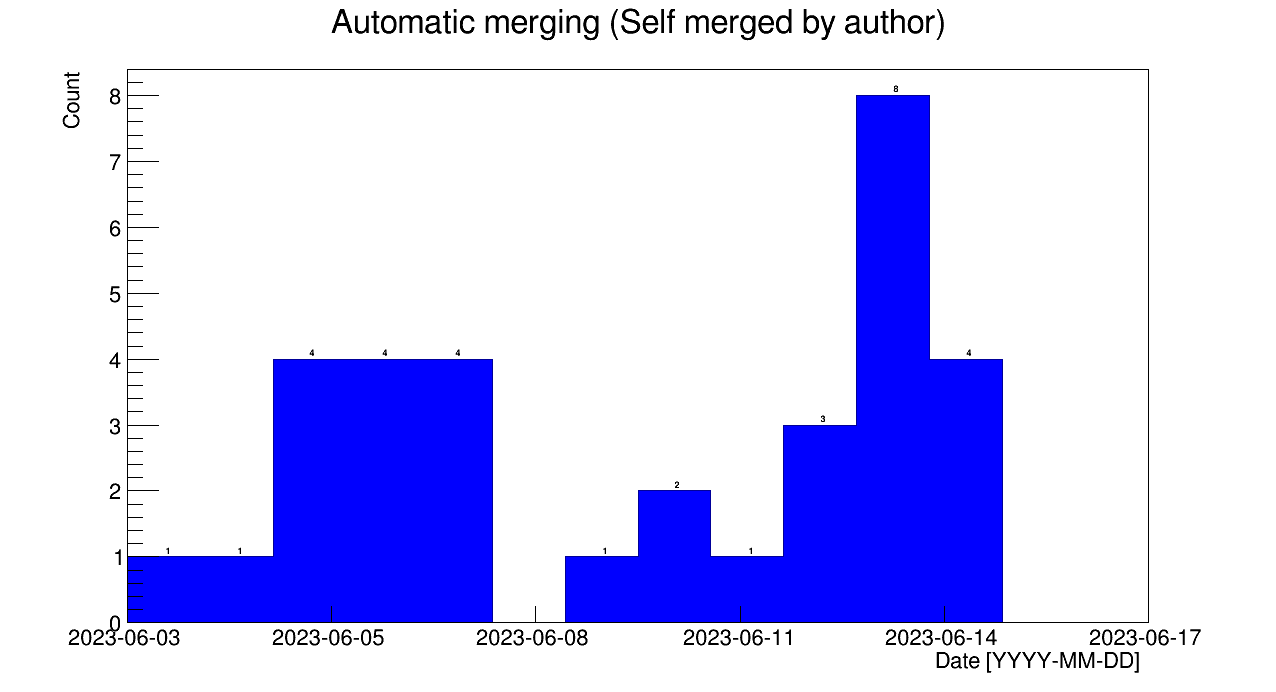 Automatic merging (Self merged by author)
Count
8
8
7
6
5
4
4 4 4 4
3
3
2
2
1
1 1 1 1
0
2023-06-03 2023-06-05 2023-06-08 2023-06-11 2023-06-14 2023-06-17
Date [YYYY-MM-DD]